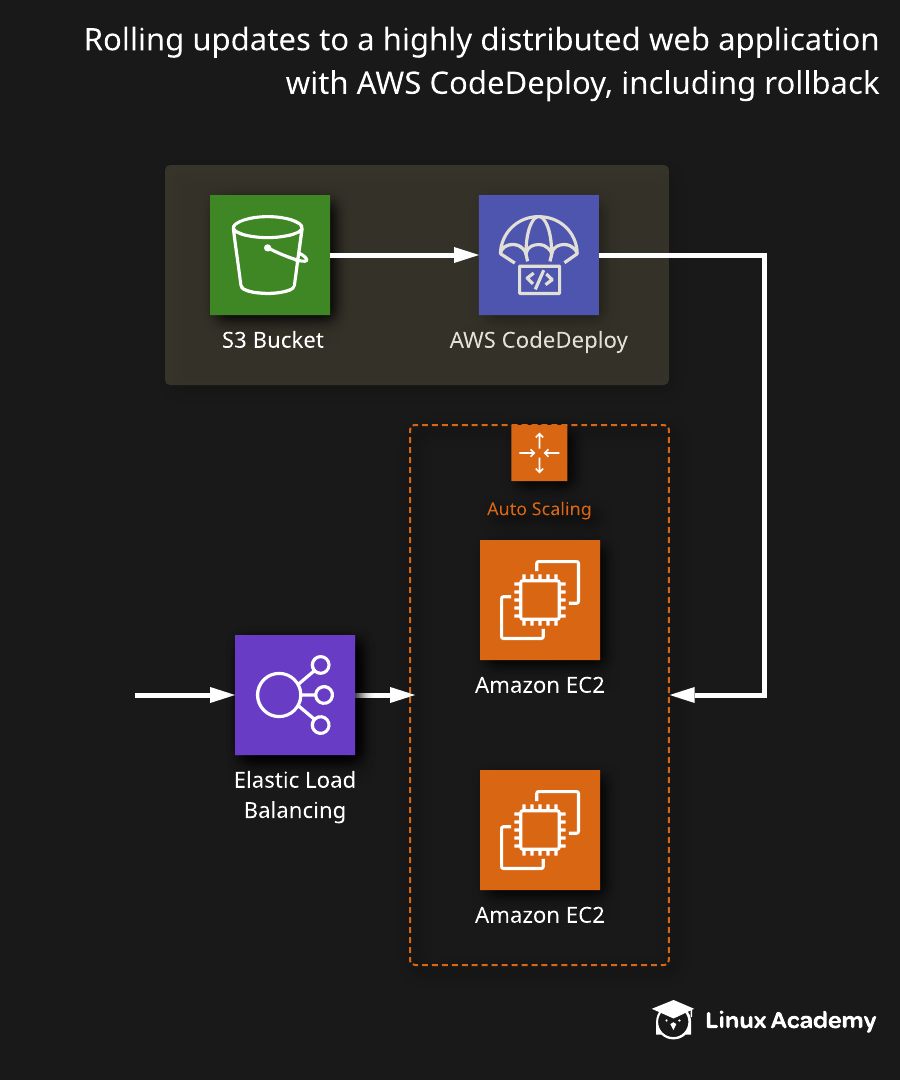 Rolling updates to a highly distributed web application
with AWS CodeDeploy, including rollback
S3 Bucket
AWS CodeDeploy
Auto Scaling
Amazon EC2
Elastic Load
Balancing
Amazon EC2
Linux Academy